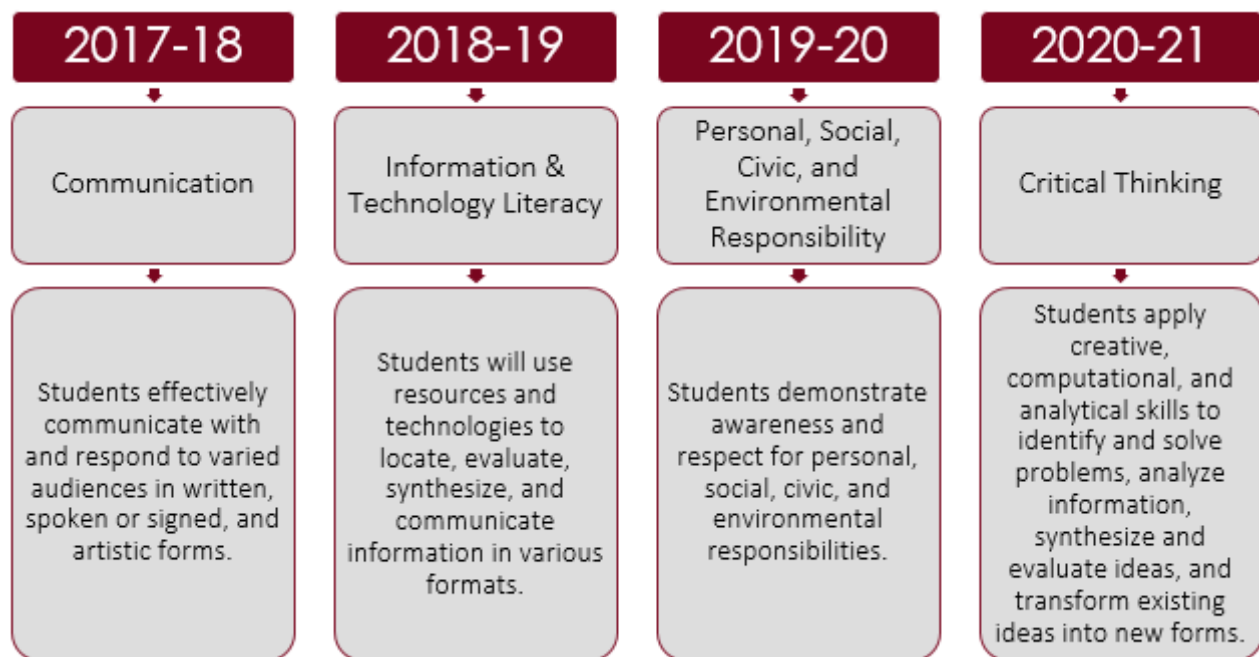 2017-18
Communication
Students effectively
communicate with
and respond to varied
audiences in written,
spoken or signed, and
artistic forms.
2018-19
Information &
Technology Literacy
Students will use
resources and
technologies to
locate, evaluate,
synthesize, and
communicate
information in various
formats.
2019-20
Personal, Social,
Civic, and
Environmental
Responsibility
Students demonstrate
awareness and
respect for personal,
social, civic, and
environmental
responsibilities.
2020-21
Critical Thinking
Students apply
creative,
computational, and
analytical skills to
identify and solve
problems, analyze
information,
synthesize and
evaluate ideas, and
transform existing
ideas into new forms.